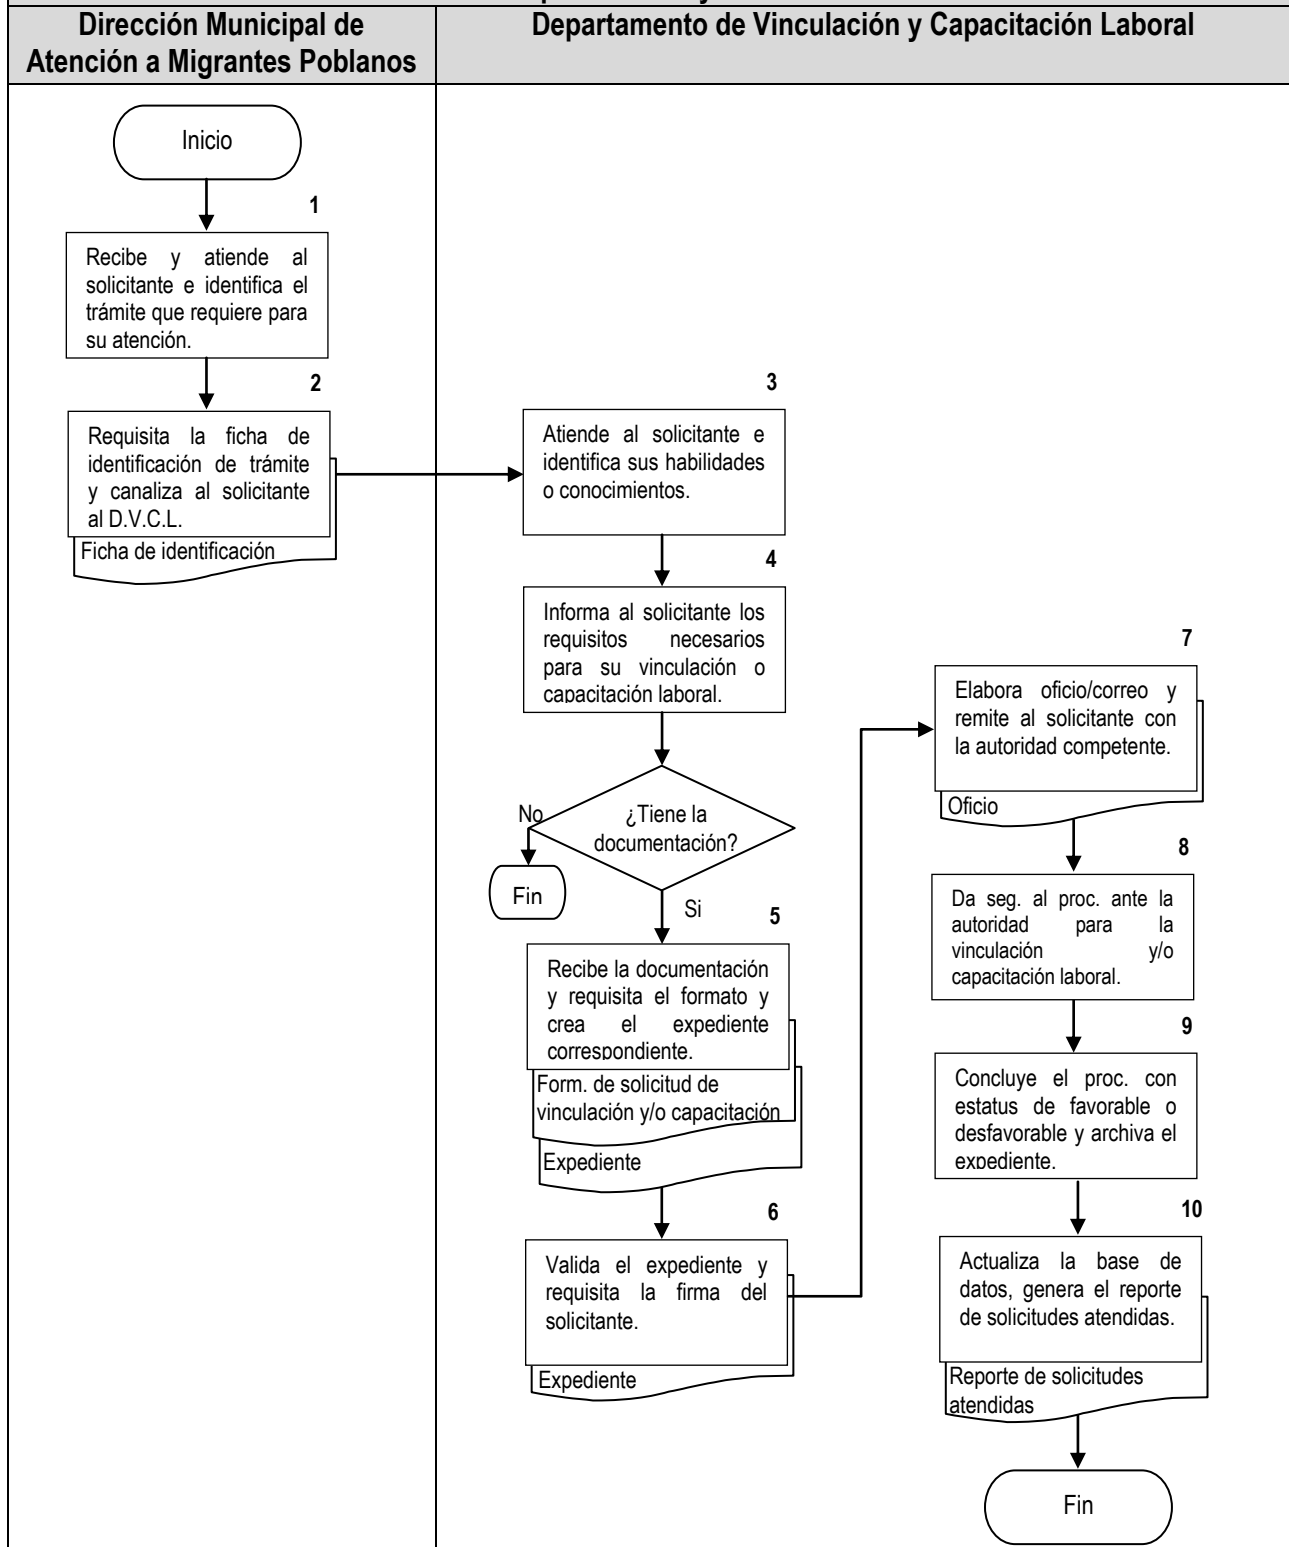 Dirección Municipal de
Atención a Migrantes Poblanos
Departamento de Vinculación y Capacitación Laboral
Inicio
1
Recibe y atiende al
solicitante e identifica el
trámite que requiere para
su atención.
2
Requisita la ficha de
identificación de trámite
y canaliza al solicitante
al D.V.C.L.
Ficha de identificación
3
Atiende al solicitante e
identifica sus habilidades
o conocimientos.
4
Informa al solicitante los
requisitos necesarios
para su vinculación o
capacitación laboral.
¿Tiene la
documentación?
No
Fin
Si
5
Recibe la documentación
y requisita el formato y
crea el expediente
correspondiente.
Form. de solicitud de
vinculación y/o capacitación
Expediente
6
Valida el expediente y
requisita la firma del
solicitante.
Expediente
7
Elabora oficio/correo y
remite al solicitante con
la autoridad competente.
Oficio
8
Da seg. al proc. ante la
autoridad para la
vinculación y/o
capacitación laboral.
9
Concluye el proc. con
estatus de favorable o
desfavorable y archiva el
expediente.
10
Actualiza la base de
datos, genera el reporte
de solicitudes atendidas.
Reporte de solicitudes
atendidas
Fin